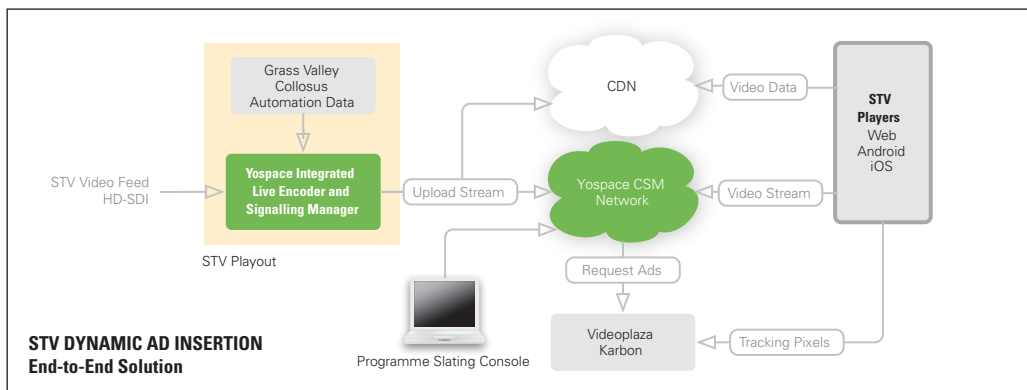 Grass Valley
Collosus
Automation Data
STV Video Feed
HD-SDI
Yospace Integrated
Live Encoder and
Signalling Manager
STV Playout
Upload Stream
CDN
Yospace CSM
Network
Video Data
Video Stream
STV
Players
Web
Android
iOS
Request Ads
Videoplaza
Karbon
Tracking Pixels
Programme Slating Console
STV DYNAMIC AD INSERTION
End-to-End Solution